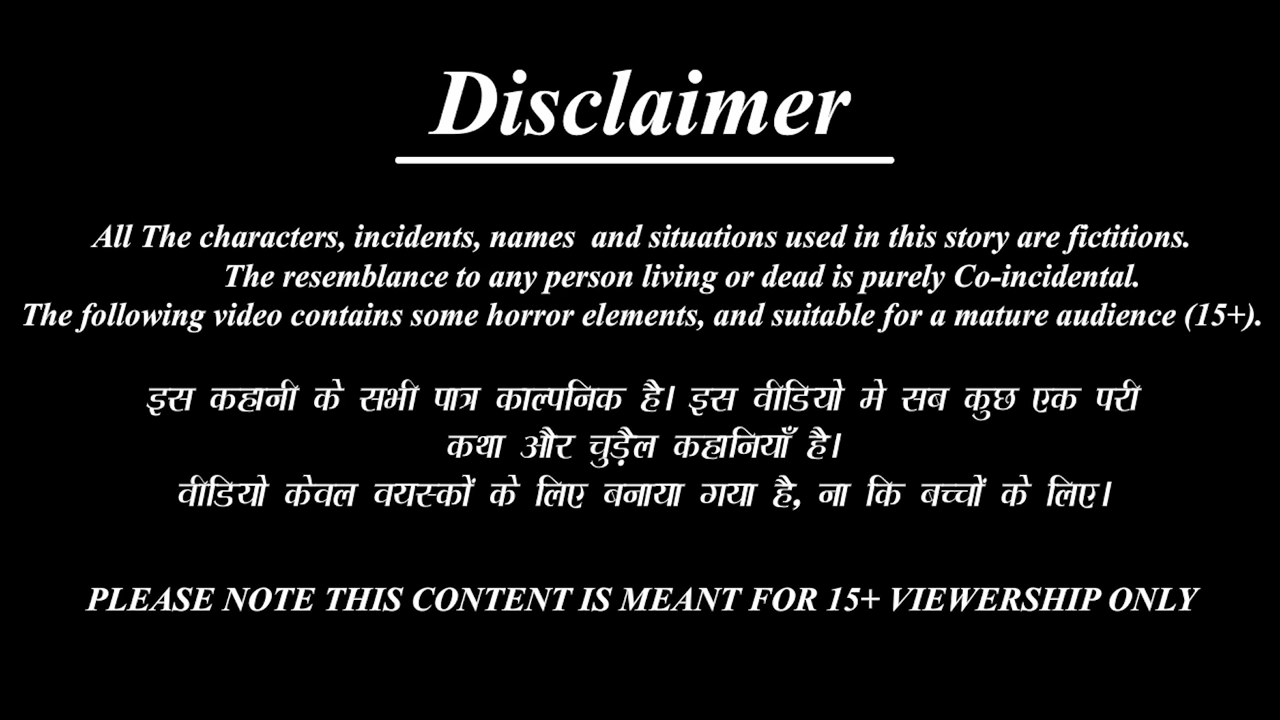 Disclaimer
All The characters, incidents, names and situations used in this story are fictitions.
The resemblance to any person living or dead is purely Co-incidental.
The following video contains some horror elements, and suitable for a mature audience (15+).
इस कहानी के सभी पात्र काल्पनिक है। इस वीडियो मे सब कुछ एक परी
कथा और चुड़ैल कहानियाँ है।
वीडियो केवल वयस्कों के लिए बनाया गया है, ना कि बच्चों के लिए।
PLEASE NOTE THIS CONTENT IS MEANT FOR 15+ VIEWERSHIP ONLY